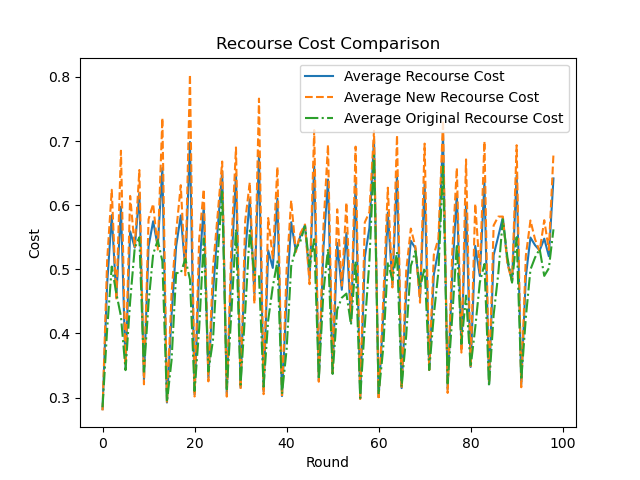 Recourse Cost Comparison
Average Recourse Cost
Average New Recourse Cost
Average Original Recourse Cost
0.8
0.7
0.6
0.5
0.4
0.3
Cost
0
20
40
60
80
100
Round